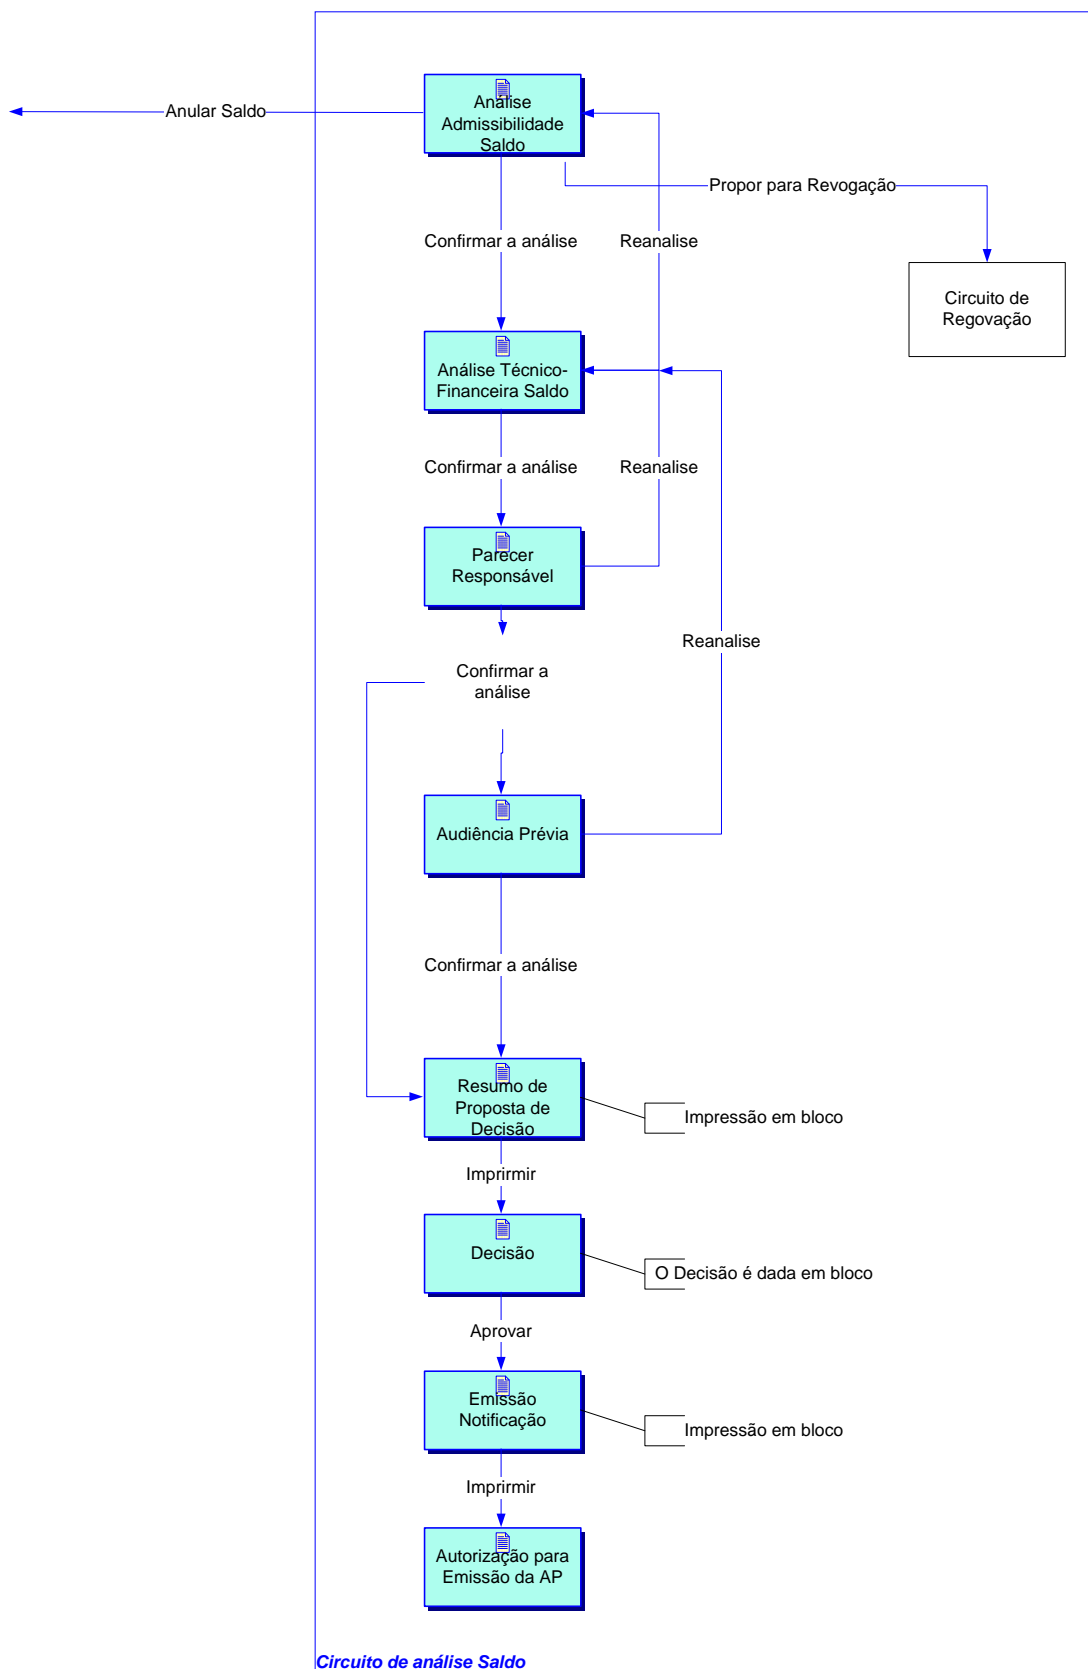 Análise
Admissibilidade
Saldo
Anular Saldo
Propor para Revogação
Confirmar a análise
Reanalise
Circuito de
Regovação
Análise Técnico-
Financeira Saldo
Confirmar a análise
Reanalise
Parecer
Responsável
Reanalise
Confirmar a
análise
Audiência Prévia
Confirmar a análise
Resumo de
Proposta de
Decisão
Impressão em bloco
Imprirmir
Decisão
O Decisão é dada em bloco
Aprovar
Emissão
Notificação
Impressão em bloco
Imprirmir
Autorização para
Emissão da AP
Circuito de análise Saldo